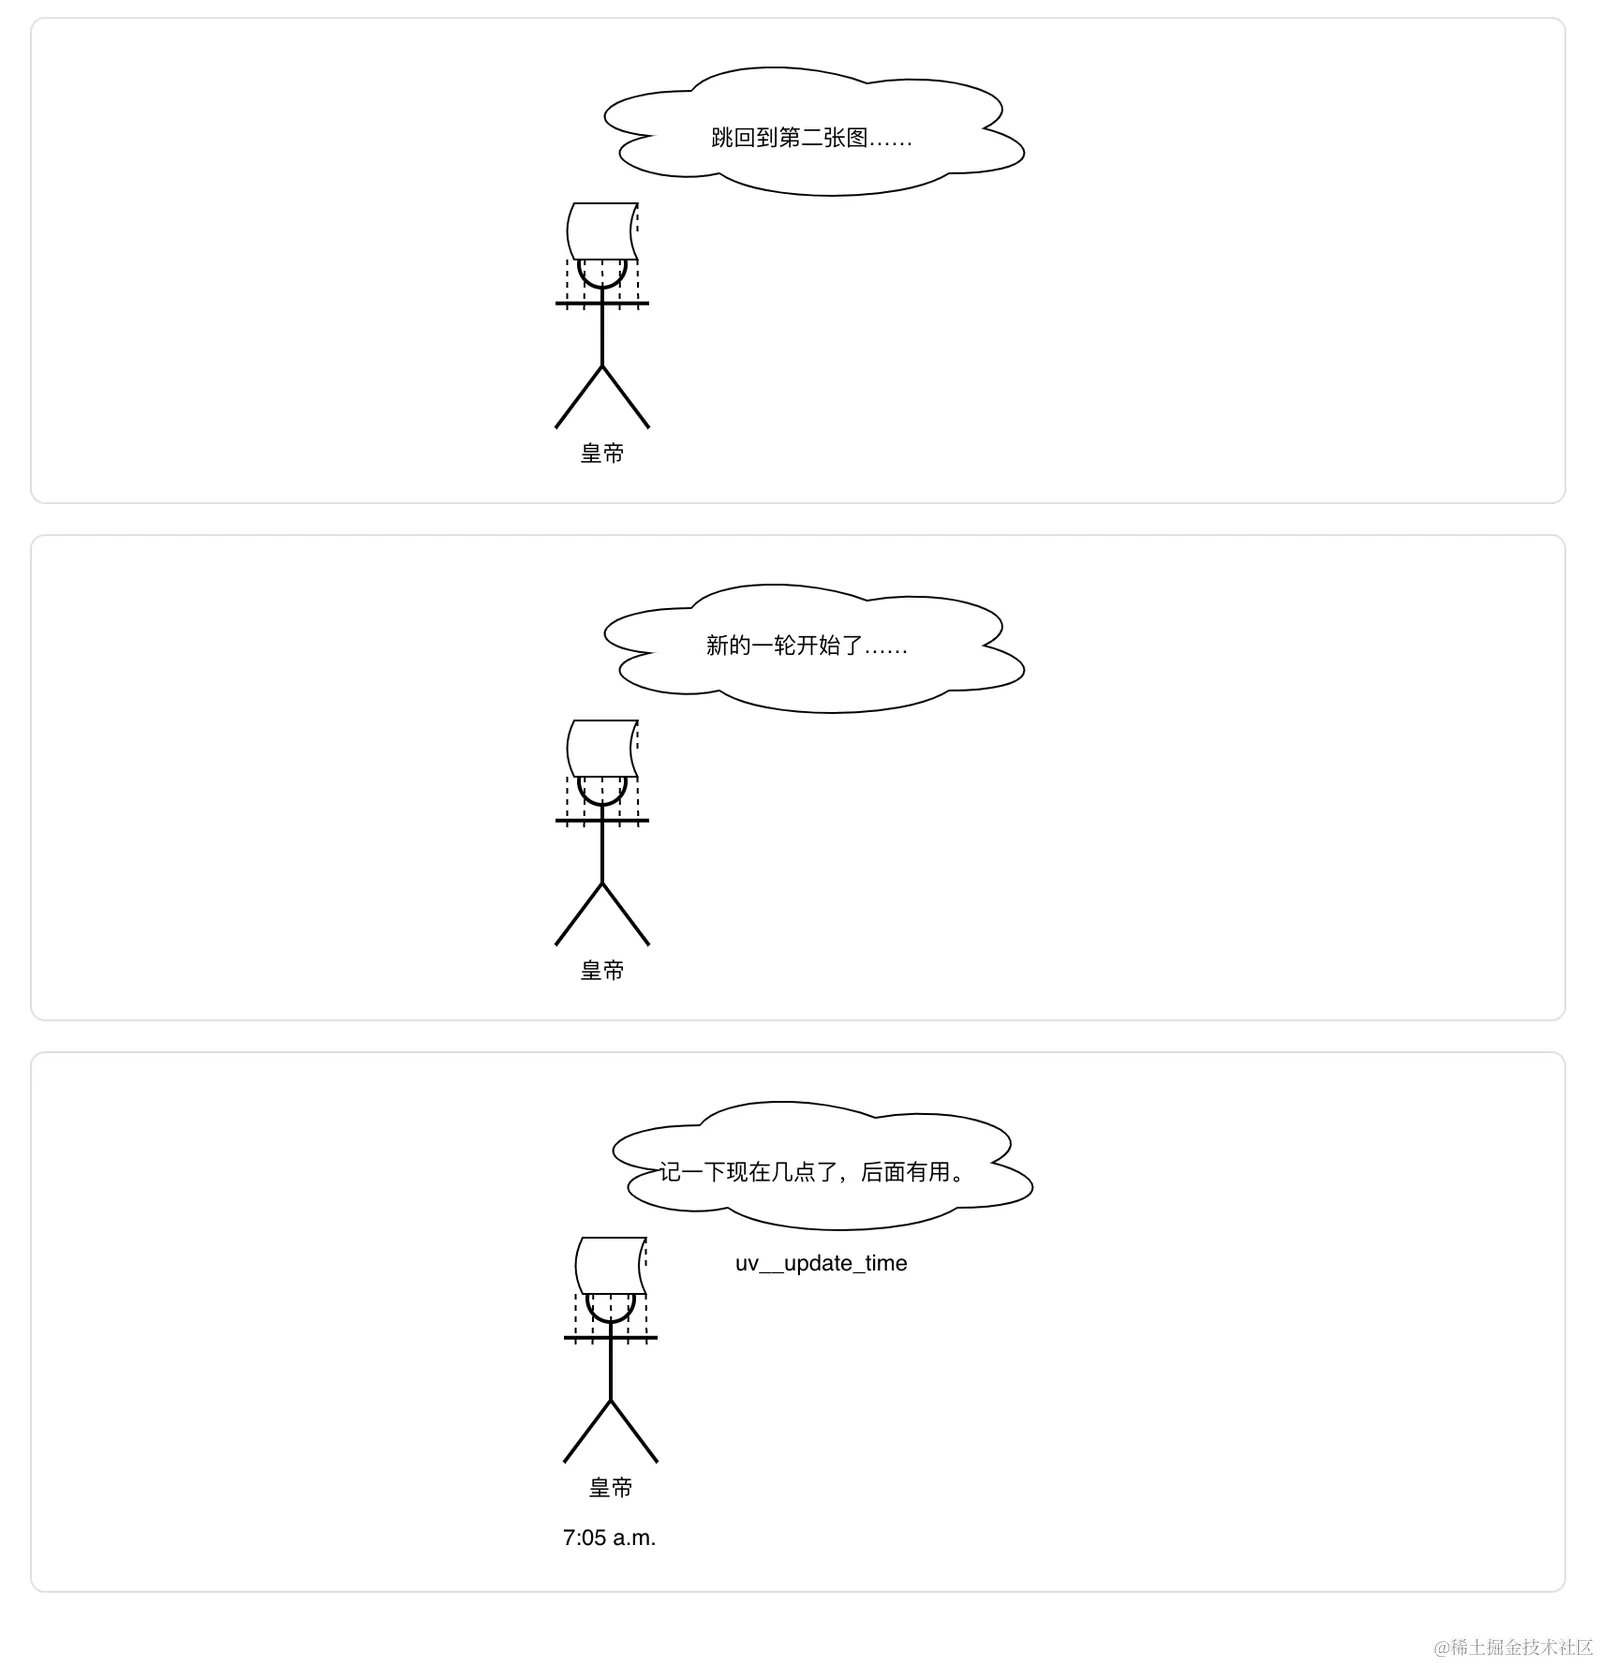 跳回到第二张图……
皇帝
新的一轮开始了……
皇帝
记一下现在几点了，后面有用。
uv__update_time
皇帝
7:05 a.m.
@稀土掘金技术社区